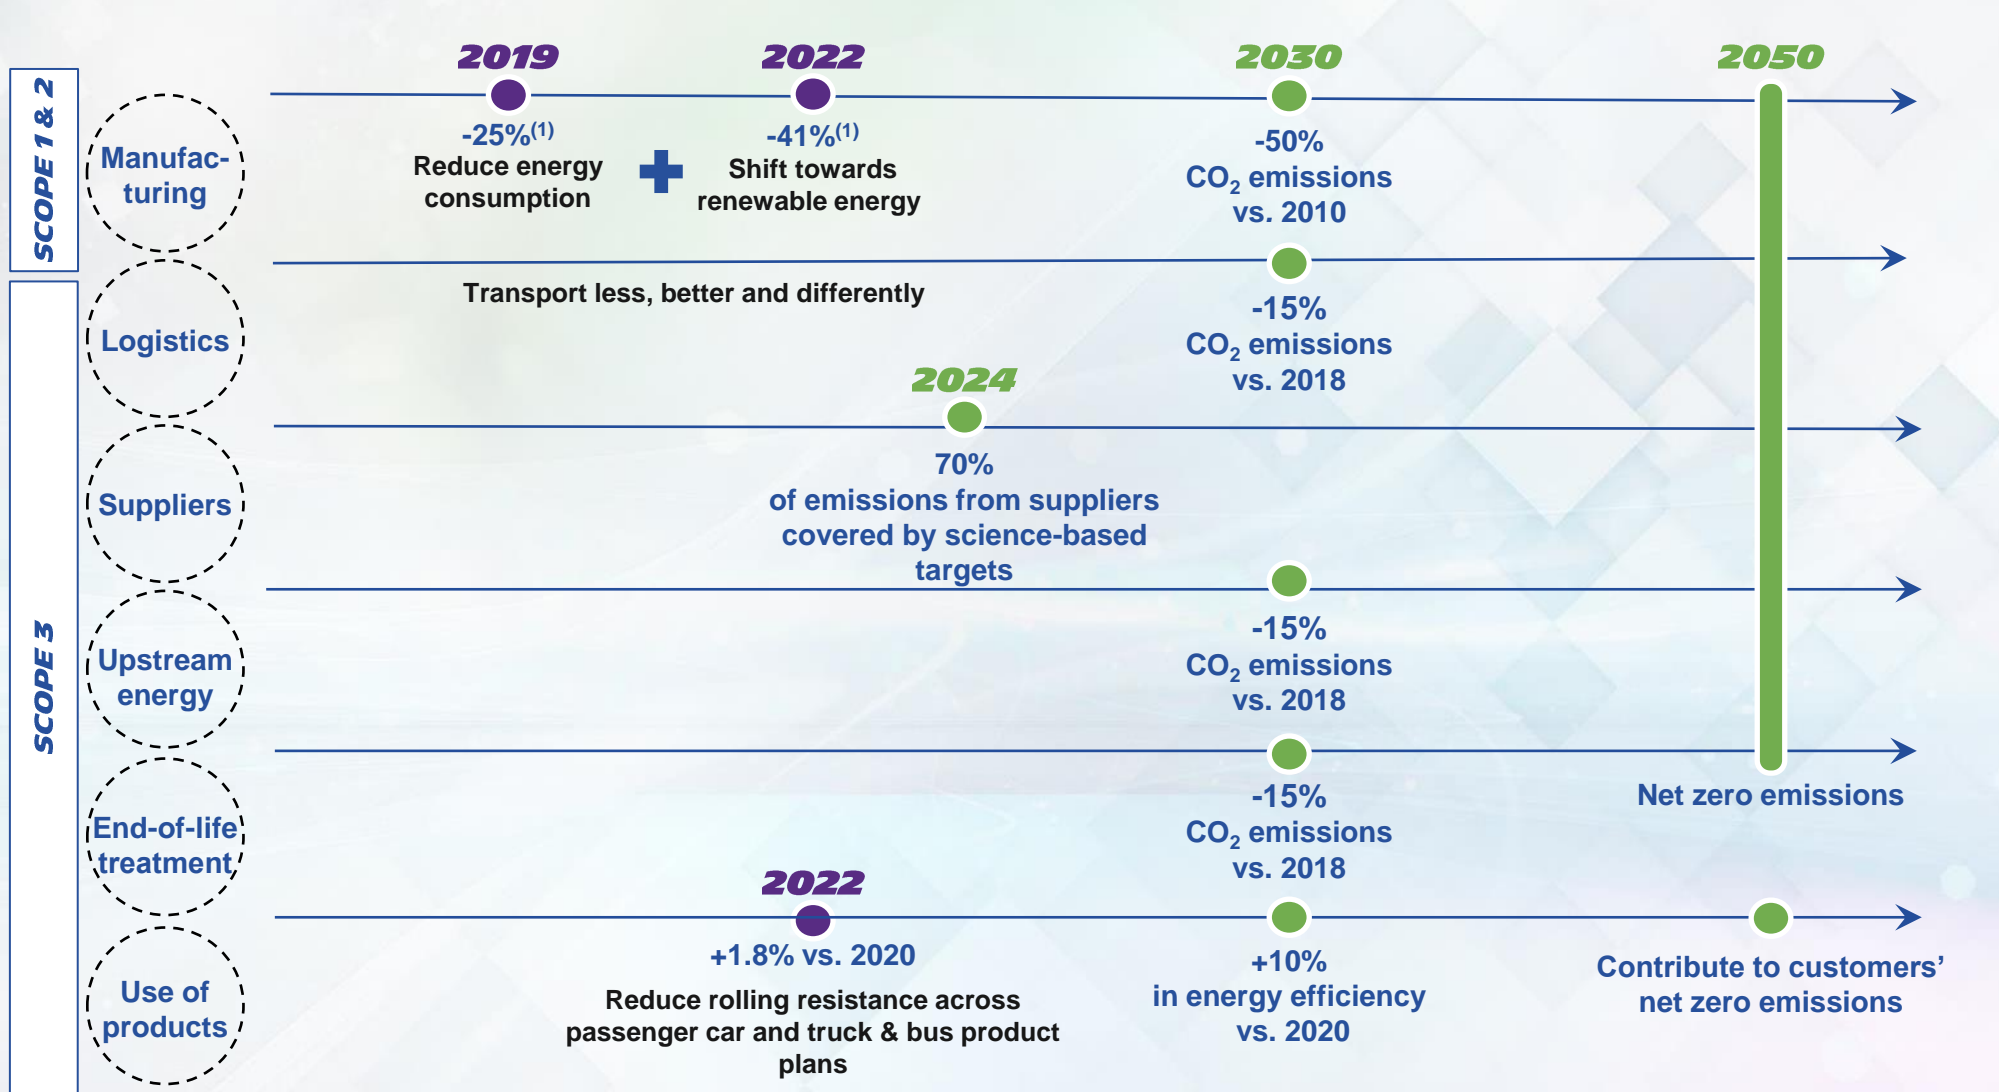 2019
2022
2030
2050
SCOPE 1 & 2
Manufac-
turing
-25%(1)
Reduce energy
consumption
-41%(1)
Shift towards
renewable energy
-50%
CO2 emissions
vs. 2010
SCOPE 3
Logistics
Transport less, better and differently
-15%
CO2 emissions
vs. 2018
Suppliers
2024
70%
of emissions from suppliers
covered by science-based
targets
Upstream
energy
-15%
CO2 emissions
vs. 2018
End-of-life
treatment
-15%
CO2 emissions
vs. 2018
Net zero emissions
Use of
products
2022
+1.8% vs. 2020
Reduce rolling resistance across
passenger car and truck & bus product
plans
+10%
in energy efficiency
vs. 2020
Contribute to customers’
net zero emissions